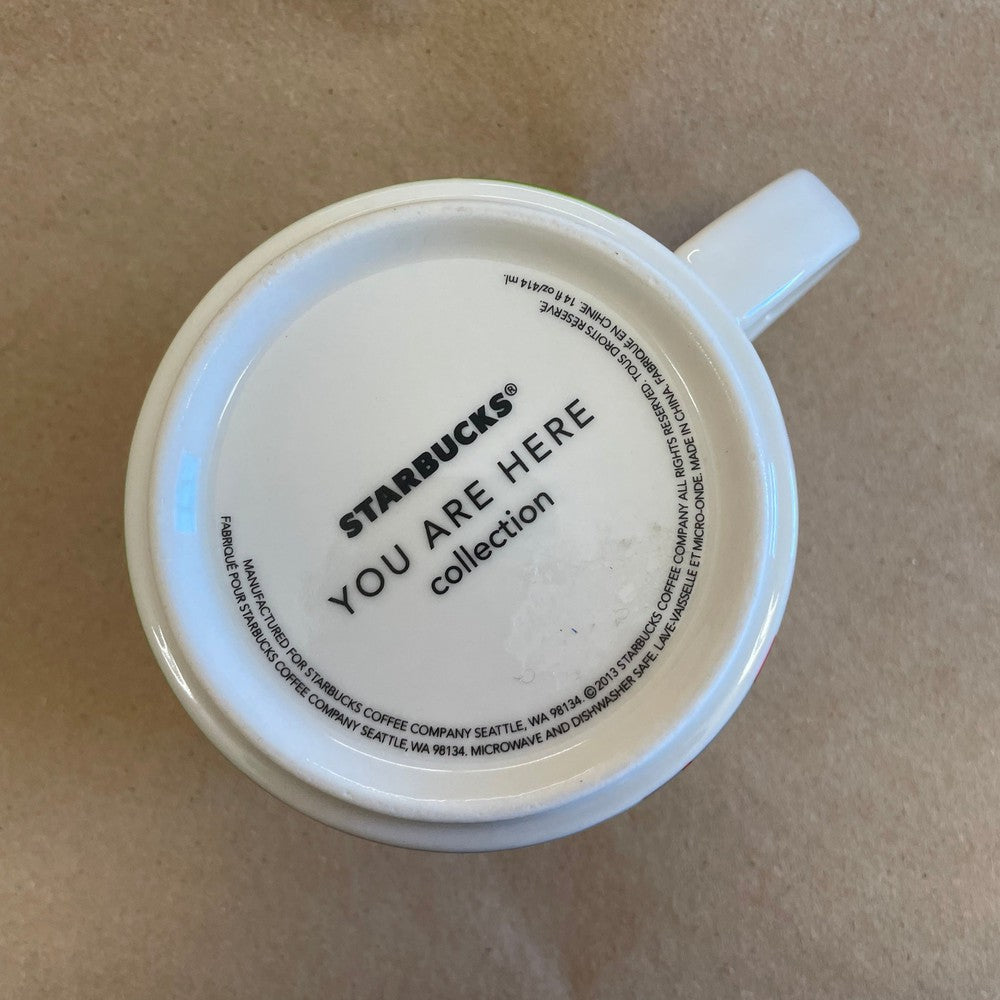 STARBUCKS®
YOU ARE HERE
collection
MANUFACTURED FOR STARBUCKS COFFEE COMPANY SEATTLE, WA 98134. ©2013 STARBUCKS COFFEE COMPANY ALL RIGHTS RESERVED. TOUS DROITS RÉSERVÉ.
FABRIQUÉ POUR STARBUCKS COFFEE COMPANY SEATTLE, WA 98134. MICROWAVE AND DISHWASHER SAFE. LAVE-VAISSELLE ET MICRO-ONDE. MADE IN CHINA. FABRIQUÉ EN CHINE. 14 fl oz/414 ml.